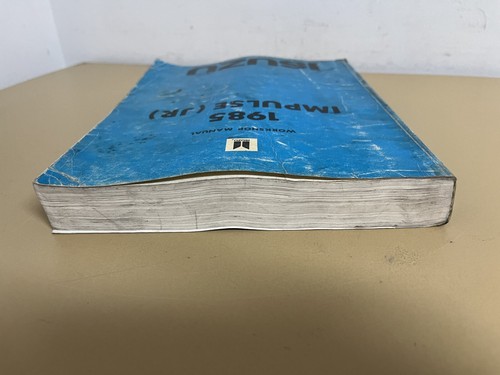 ISUZU
1985
IMPULSE (JR)
WORKSHOP MANUAL